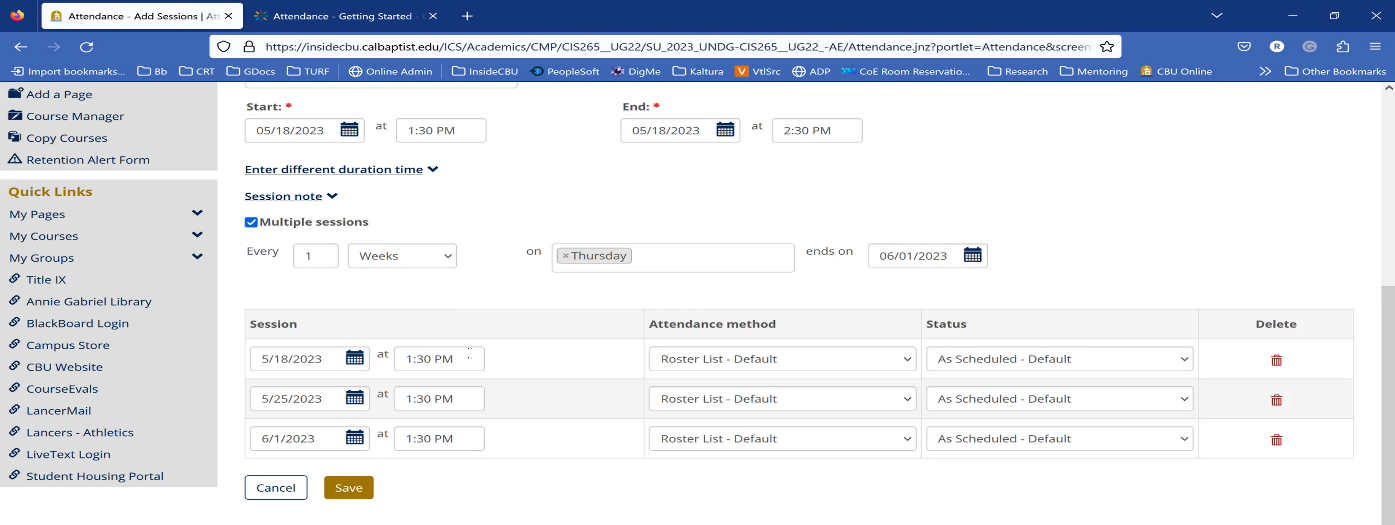 Attendance - Add Sessions | Att
Attendance - Getting Started -
https://insidecbu.calbaptist.edu/ICS/Academics/CMP/CIS265__UG22/SU_2023_UNDG-CIS265__UG22_-AE/Attendance.jnz?portlet=Attendance&screen
Import bookmarks... Bb CRT GDocs TURF Online Admin InsideCBU PeopleSoft DigMe Kaltura V VtlSrc ADP CoE Room Reservatio... Research Mentoring CBU Online Other Bookmarks
Add a Page
Course Manager
Copy Courses
Retention Alert Form
Quick Links
My Pages
My Courses
My Groups
Title IX
Annie Gabriel Library
BlackBoard Login
Campus Store
CBU Website
CourseEvals
LancerMail
Lancers - Athletics
LiveText Login
Student Housing Portal
Start: * End: *
05/18/2023 at 1:30 PM 05/18/2023 at 2:30 PM
Enter different duration time
Session note
Multiple sessions
Every 1 Weeks on × Thursday ends on 06/01/2023
Session Attendance method Status Delete
5/18/2023 at 1:30 PM Roster List - Default As Scheduled - Default
5/25/2023 at 1:30 PM Roster List - Default As Scheduled - Default
6/1/2023 at 1:30 PM Roster List - Default As Scheduled - Default
Cancel Save